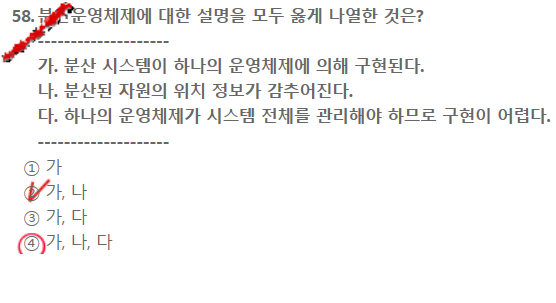 58. 분산운영체제에 대한 설명을 모두 옳게 나열한 것은?
--------------------
가. 분산 시스템이 하나의 운영체제에 의해 구현된다.
나. 분산된 자원의 위치 정보가 감추어진다.
다. 하나의 운영체제가 시스템 전체를 관리해야 하므로 구현이 어렵다.
--------------------
① 가
② 가, 나
③ 가, 다
④ 가, 나, 다